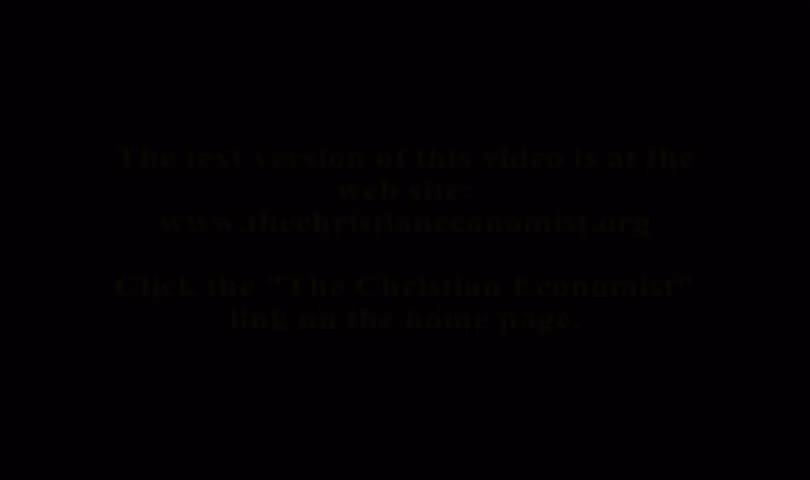 The text version of this video is at the
web site:
www.thechristianeconomist.org
Click the "The Christian Economist"
link on the home page.